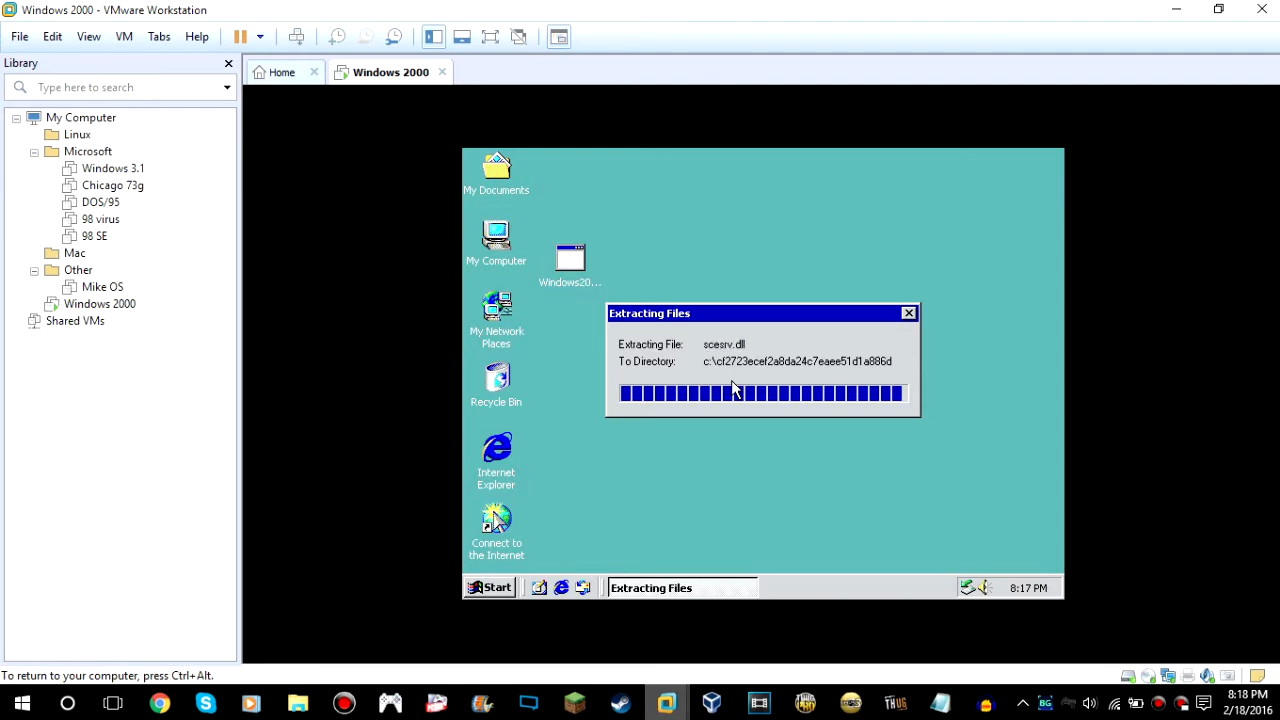 Windows 2000 - VMware Workstation
File Edit View VM Tabs Help
Library
Type here to search
Home
Windows 2000
My Computer
Linux
Microsoft
Windows 3.1
Chicago 73g
DOS/95
98 virus
98 SE
Mac
Other
Mike OS
Windows 2000
Shared VMs
My Documents
My Computer
Windows20...
My Network
Places
Recycle Bin
Internet
Explorer
Connect to
the Internet
Extracting Files
Extracting File: scesrv.dll
To Directory: c:\cf2723ecef2a8da24c7eaee51d1a886d
Start
Extracting Files
8:17 PM
To return to your computer, press Ctrl+Alt.
8:18 PM
2/18/2016